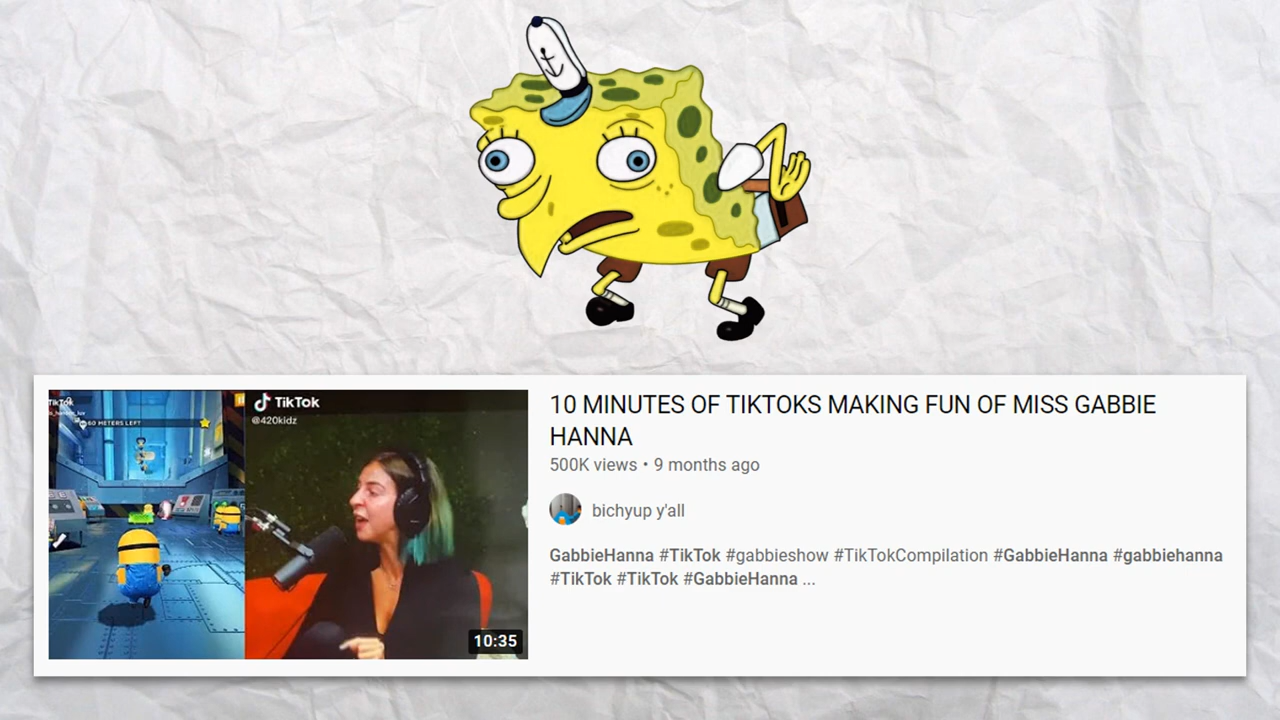 10 MINUTES OF TIKTOKS MAKING FUN OF MISS GABBIE
HANNA
500K views • 9 months ago
bichyup y'all
GabbieHanna #TikTok #gabbieshow #TikTokCompilation #GabbieHanna #gabbiehanna
#TikTok #TikTok #GabbieHanna ...
TikTok
60 METERS LEFT
TikTok
@420kidz
10:35